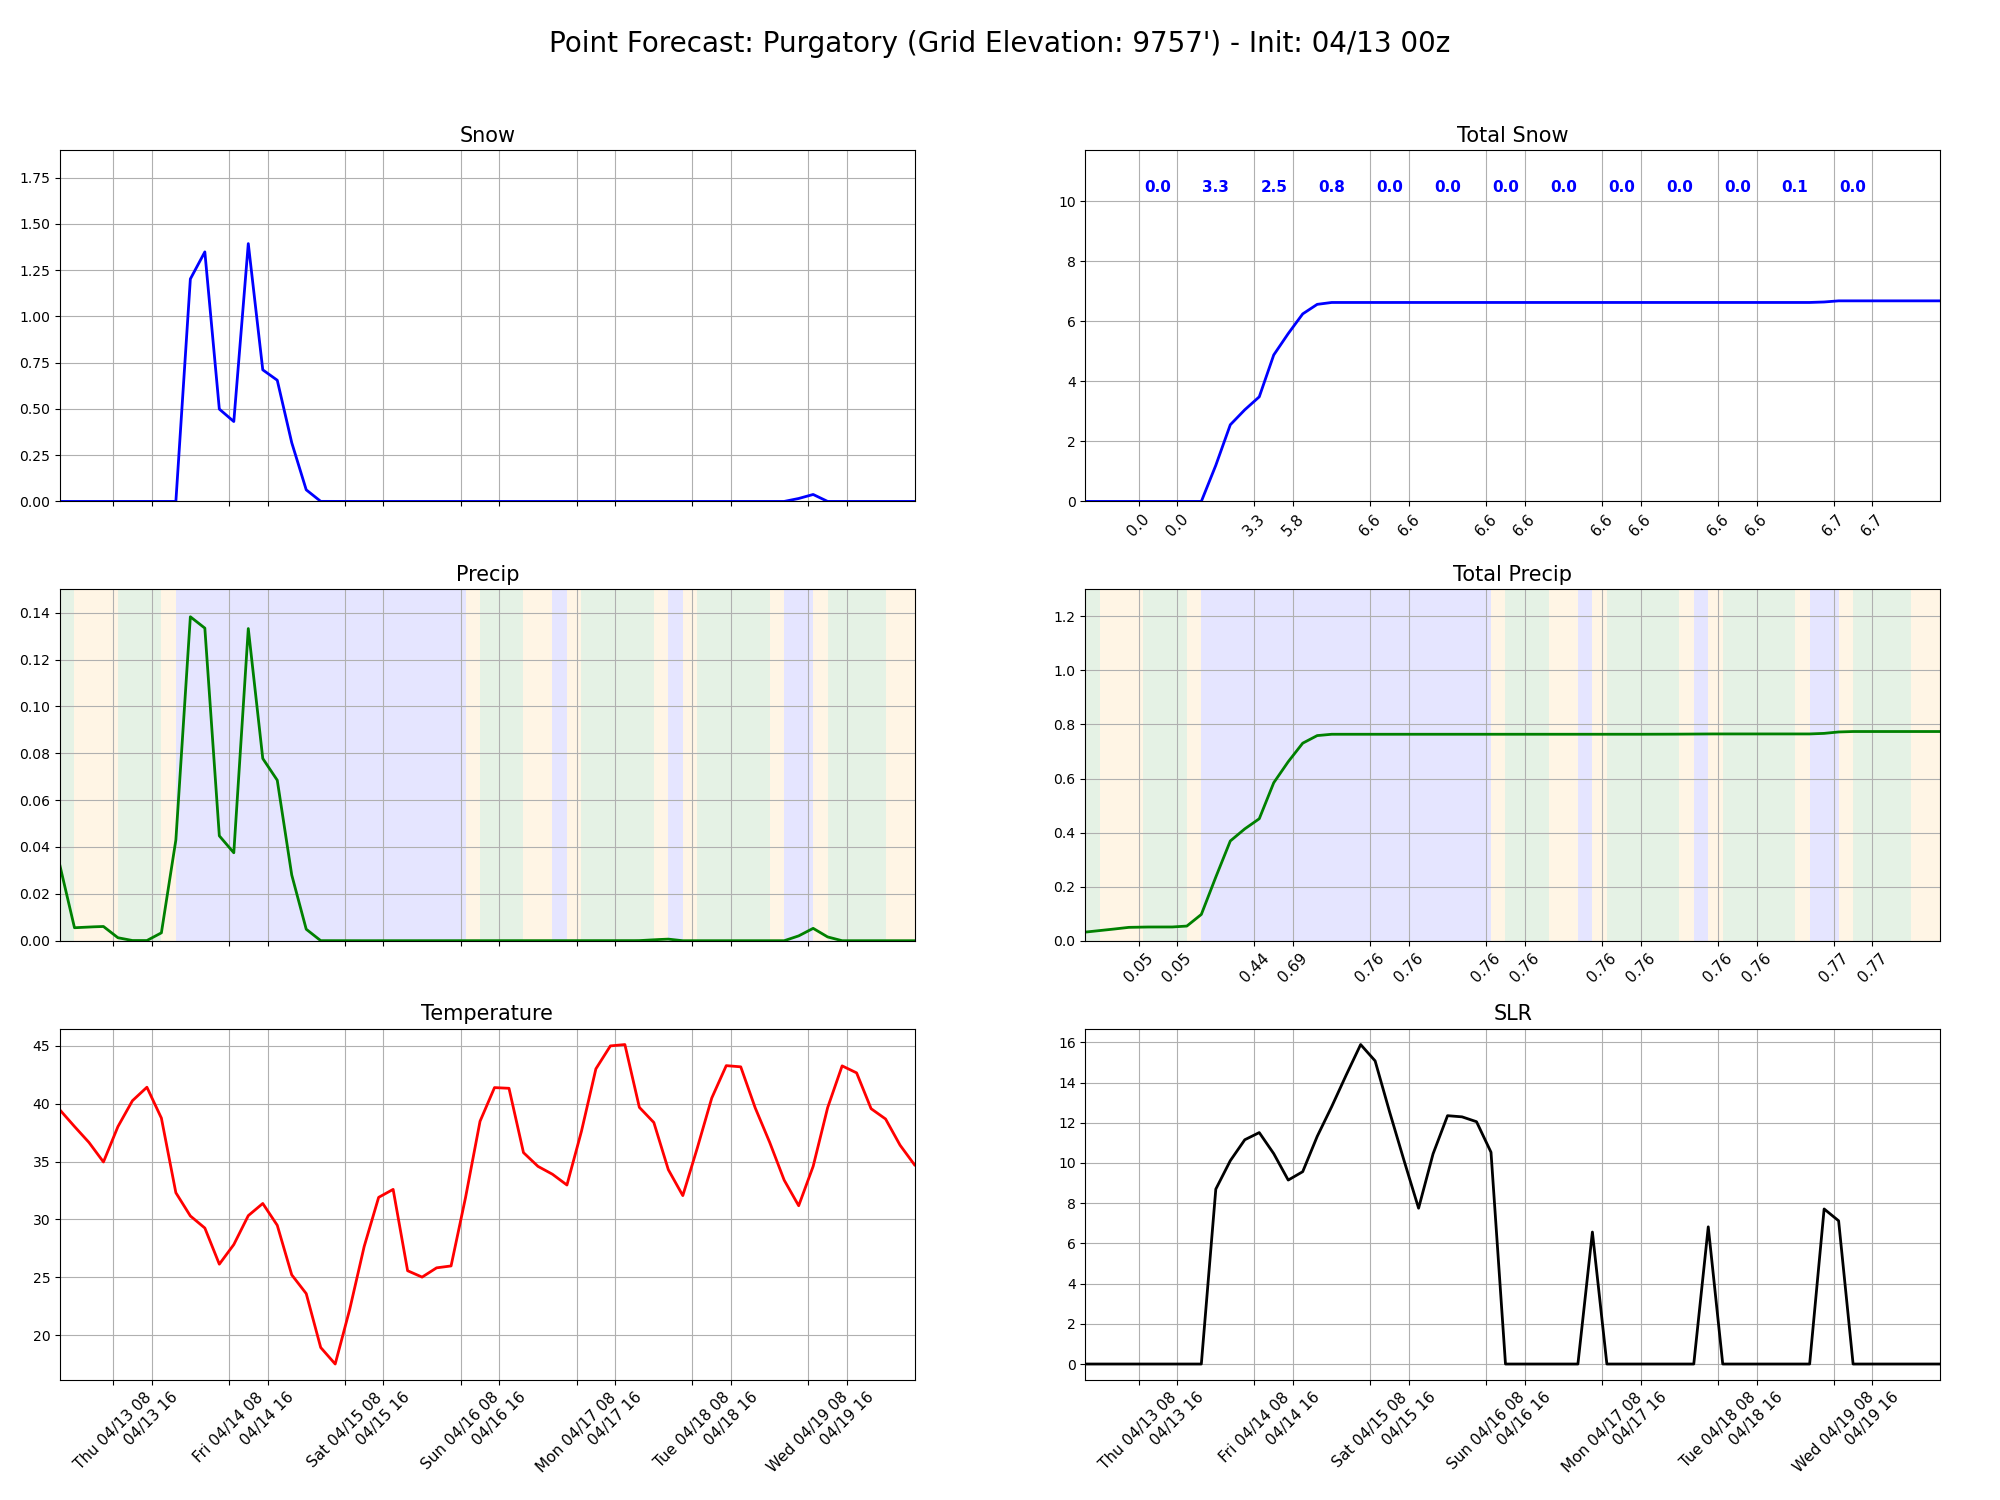 Point Forecast: Purgatory (Grid Elevation: 9757') - Init: 04/13 00z
Snow
1.75
1.50
1.25
1.00
0.75
0.50
0.25
0.00
Total Snow
0.0 3.3 2.5 0.8 0.0 0.0 0.0 0.0 0.0 0.0 0.0 0.1 0.0
10
8
6
4
2
0
0.0 0.0 3.3 5.8 6.6 6.6 6.6 6.6 6.6 6.6 6.6 6.6 6.7 6.7
Precip
0.14
0.12
0.10
0.08
0.06
0.04
0.02
0.00
Total Precip
1.2
1.0
0.8
0.6
0.4
0.2
0.0
0.05 0.05 0.44 0.69 0.76 0.76 0.76 0.76 0.76 0.76 0.76 0.76 0.77 0.77
Temperature
45
40
35
30
25
20
Thu 04/13 08
04/13 16
Fri 04/14 08
04/14 16
Sat 04/15 08
04/15 16
Sun 04/16 08
04/16 16
Mon 04/17 08
04/17 16
Tue 04/18 08
04/18 16
Wed 04/19 08
04/19 16
SLR
16
14
12
10
8
6
4
2
0
Thu 04/13 08
04/13 16
Fri 04/14 08
04/14 16
Sat 04/15 08
04/15 16
Sun 04/16 08
04/16 16
Mon 04/17 08
04/17 16
Tue 04/18 08
04/18 16
Wed 04/19 08
04/19 16